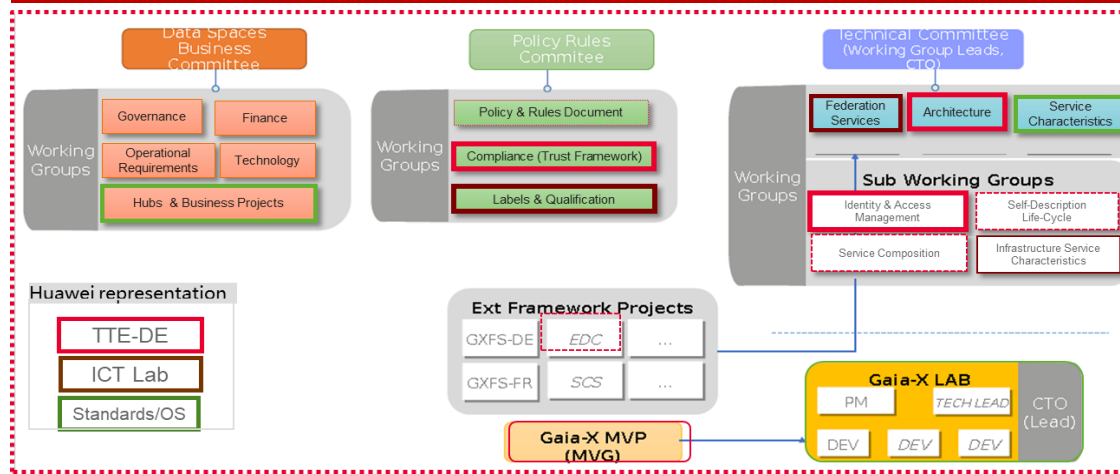 Data Spaces
Business
Committee
Policy Rules
Commitee
Technical Committee
(Working Group Leads,
CTO)
Working
Groups
Governance
Finance
Operational
Requirements
Technology
Hubs & Business Projects
Working
Groups
Policy & Rules Document
Compliance (Trust Framework)
Labels & Qualification
Working
Groups
Federation
Services
Architecture
Service
Characteristics
Sub Working Groups
Identity & Access
Management
Self-Description
Life-Cycle
Service Composition
Infrastructure Service
Characteristics
Huawei representation
TTE-DE
ICT Lab
Standards/OS
Ext Framework Projects
GXFS-DE
EDC
...
GXFS-FR
SCS
...
Gaia-X MVP
(MVG)
Gaia-X LAB
PM
TECH LEAD
DEV
DEV
DEV
CTO
(Lead)